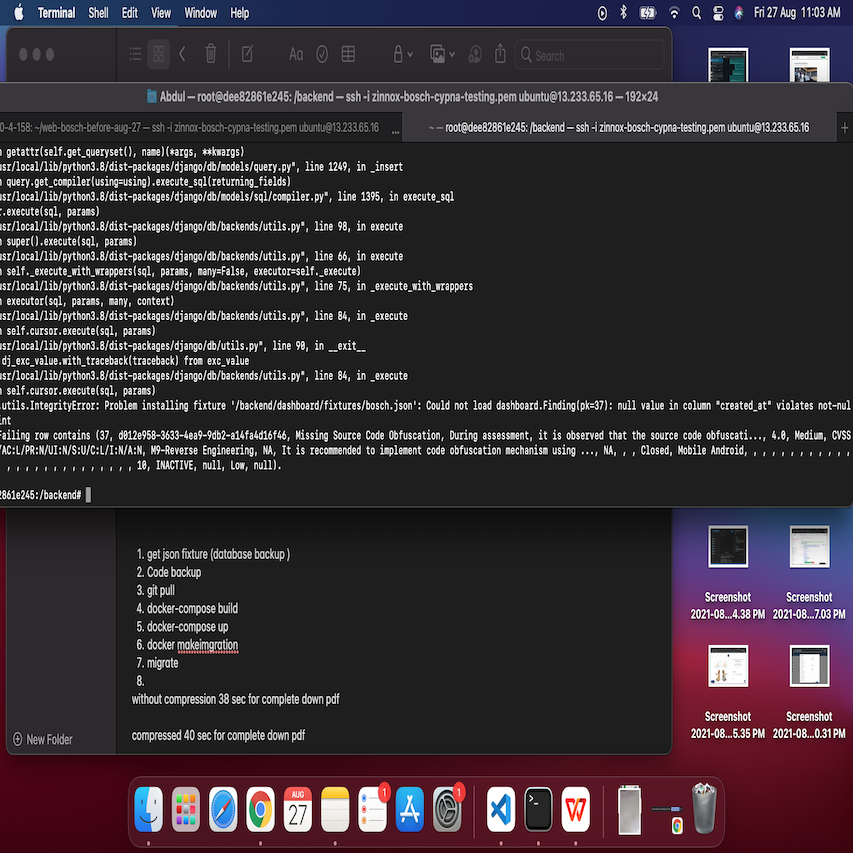 Terminal Shell Edit View Window Help Fri 27 Aug 11:03 AM
Aa Search
Abdul — root@dee82861e245: /backend — ssh -i zinnox-bosch-cypna-testing.pem ubuntu@13.233.65.16 — 192×24
0-4-158: ~/web-bosch-before-aug-27 — ssh -i zinnox-bosch-cypna-testing.pem ubuntu@13.233.65.16 ... ~ — root@dee82861e245: /backend — ssh -i zinnox-bosch-cypna-testing.pem ubuntu@13.233.65.16 +
n getattr(self.get_queryset(), name)(*args, **kwargs)
usr/local/lib/python3.8/dist-packages/django/db/models/query.py", line 1249, in _insert
n query.get_compiler(using=using).execute_sql(returning_fields)
usr/local/lib/python3.8/dist-packages/django/db/models/sql/compiler.py", line 1395, in execute_sql
r.execute(sql, params)
usr/local/lib/python3.8/dist-packages/django/db/backends/utils.py", line 98, in execute
n super().execute(sql, params)
usr/local/lib/python3.8/dist-packages/django/db/backends/utils.py", line 66, in execute
n self._execute_with_wrappers(sql, params, many=False, executor=self._execute)
usr/local/lib/python3.8/dist-packages/django/db/backends/utils.py", line 75, in _execute_with_wrappers
n executor(sql, params, many, context)
usr/local/lib/python3.8/dist-packages/django/db/backends/utils.py", line 84, in _execute
n self.cursor.execute(sql, params)
usr/local/lib/python3.8/dist-packages/django/db/utils.py", line 90, in __exit__
dj_exc_value.with_traceback(traceback) from exc_value
usr/local/lib/python3.8/dist-packages/django/db/backends/utils.py", line 84, in _execute
n self.cursor.execute(sql, params)
.utils.IntegrityError: Problem installing fixture '/backend/dashboard/fixtures/bosch.json': Could not load dashboard.Finding(pk=37): null value in column "created_at" violates not-nul
int
Failing row contains (37, d012e958-3633-4ea9-9db2-a14fa4d16f46, Missing Source Code Obfuscation, During assessment, it is observed that the source code obfuscati..., 4.0, Medium, CVSS
/AC:L/PR:N/UI:N/S:U/C:L/I:N/A:N, M9-Reverse Engineering, NA, It is recommended to implement code obfuscation mechanism using ..., NA, , , Closed, Mobile Android, , , , , , , , , , ,
, , , , , , , , , , , , , 10, INACTIVE, null, Low, null).
2861e245:/backend#
1. get json fixture (database backup )
2. Code backup
3. git pull
4. docker-compose build
5. docker-compose up
6. docker makeimgration
7. migrate
8.
without compression 38 sec for complete down pdf
compressed 40 sec for complete down pdf
New Folder
Screenshot
2021-08...4.38 PM
Screenshot
2021-08...7.03 PM
Screenshot
2021-08...5.35 PM
Screenshot
2021-08...0.31 PM
AUG
27
1
1